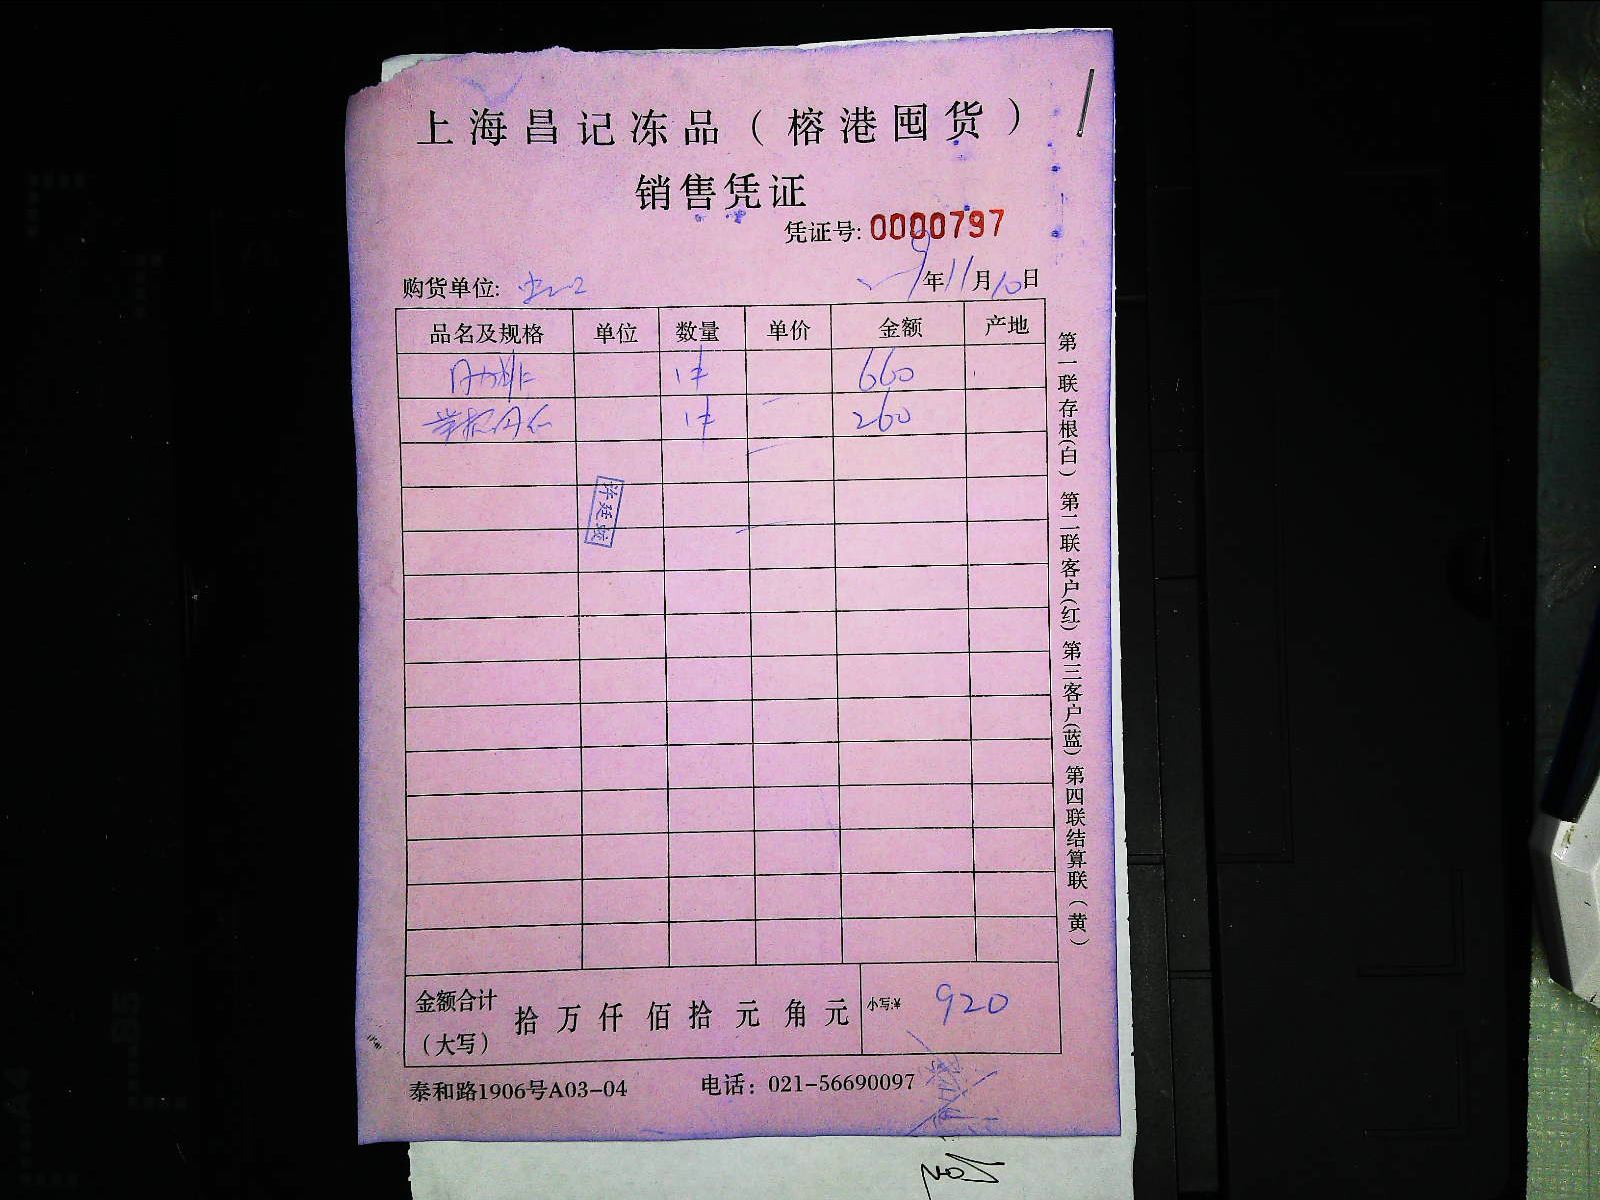 上海昌记冻品（榕港囤货）
销售凭证
凭证号: 0000797
购货单位:
9年11月10日
品名及规格 单位 数量 单价 金额 产地
1件 660
1件 260
金额合计（大写） 拾 万 仟 佰 拾 元 角 元 小写:¥ 920
泰和路1906号A03-04 电话：021-56690097
第一联存根(白) 第二联客户(红) 第三客户(蓝) 第四联结算联（黄）